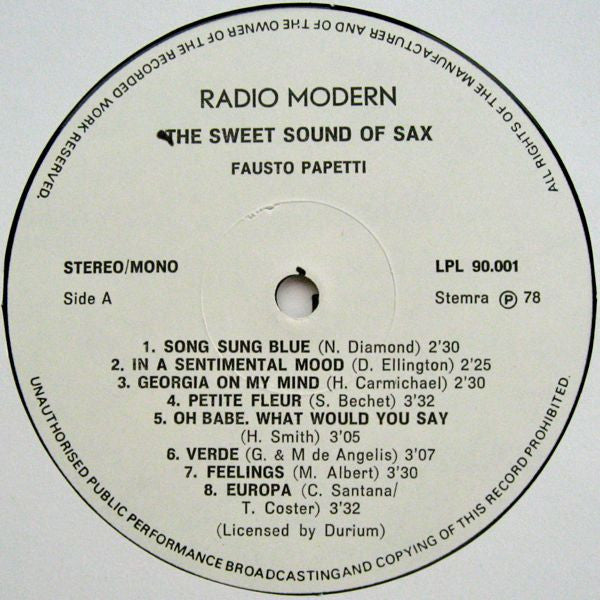 ALL RIGHTS OF THE MANUFACTURER AND OF THE OWNER OF THE RECORDED WORK RESERVED.
RADIO MODERN
THE SWEET SOUND OF SAX
FAUSTO PAPETTI
STEREO/MONO
LPL 90.001
Side A
Stemra Ⓟ 78
1. SONG SUNG BLUE (N. Diamond) 2'30
2. IN A SENTIMENTAL MOOD (D. Ellington) 2'25
3. GEORGIA ON MY MIND (H. Carmichael) 2'30
4. PETITE FLEUR (S. Bechet) 3'32
5. OH BABE. WHAT WOULD YOU SAY
(H. Smith) 3'05
6. VERDE (G. & M de Angelis) 3'07
7. FEELINGS (M. Albert) 3'30
8. EUROPA (C. Santana/
T. Coster) 3'32
(Licensed by Durium)
UNAUTHORISED PUBLIC PERFORMANCE BROADCASTING AND COPYING OF THIS RECORD PROHIBITED.